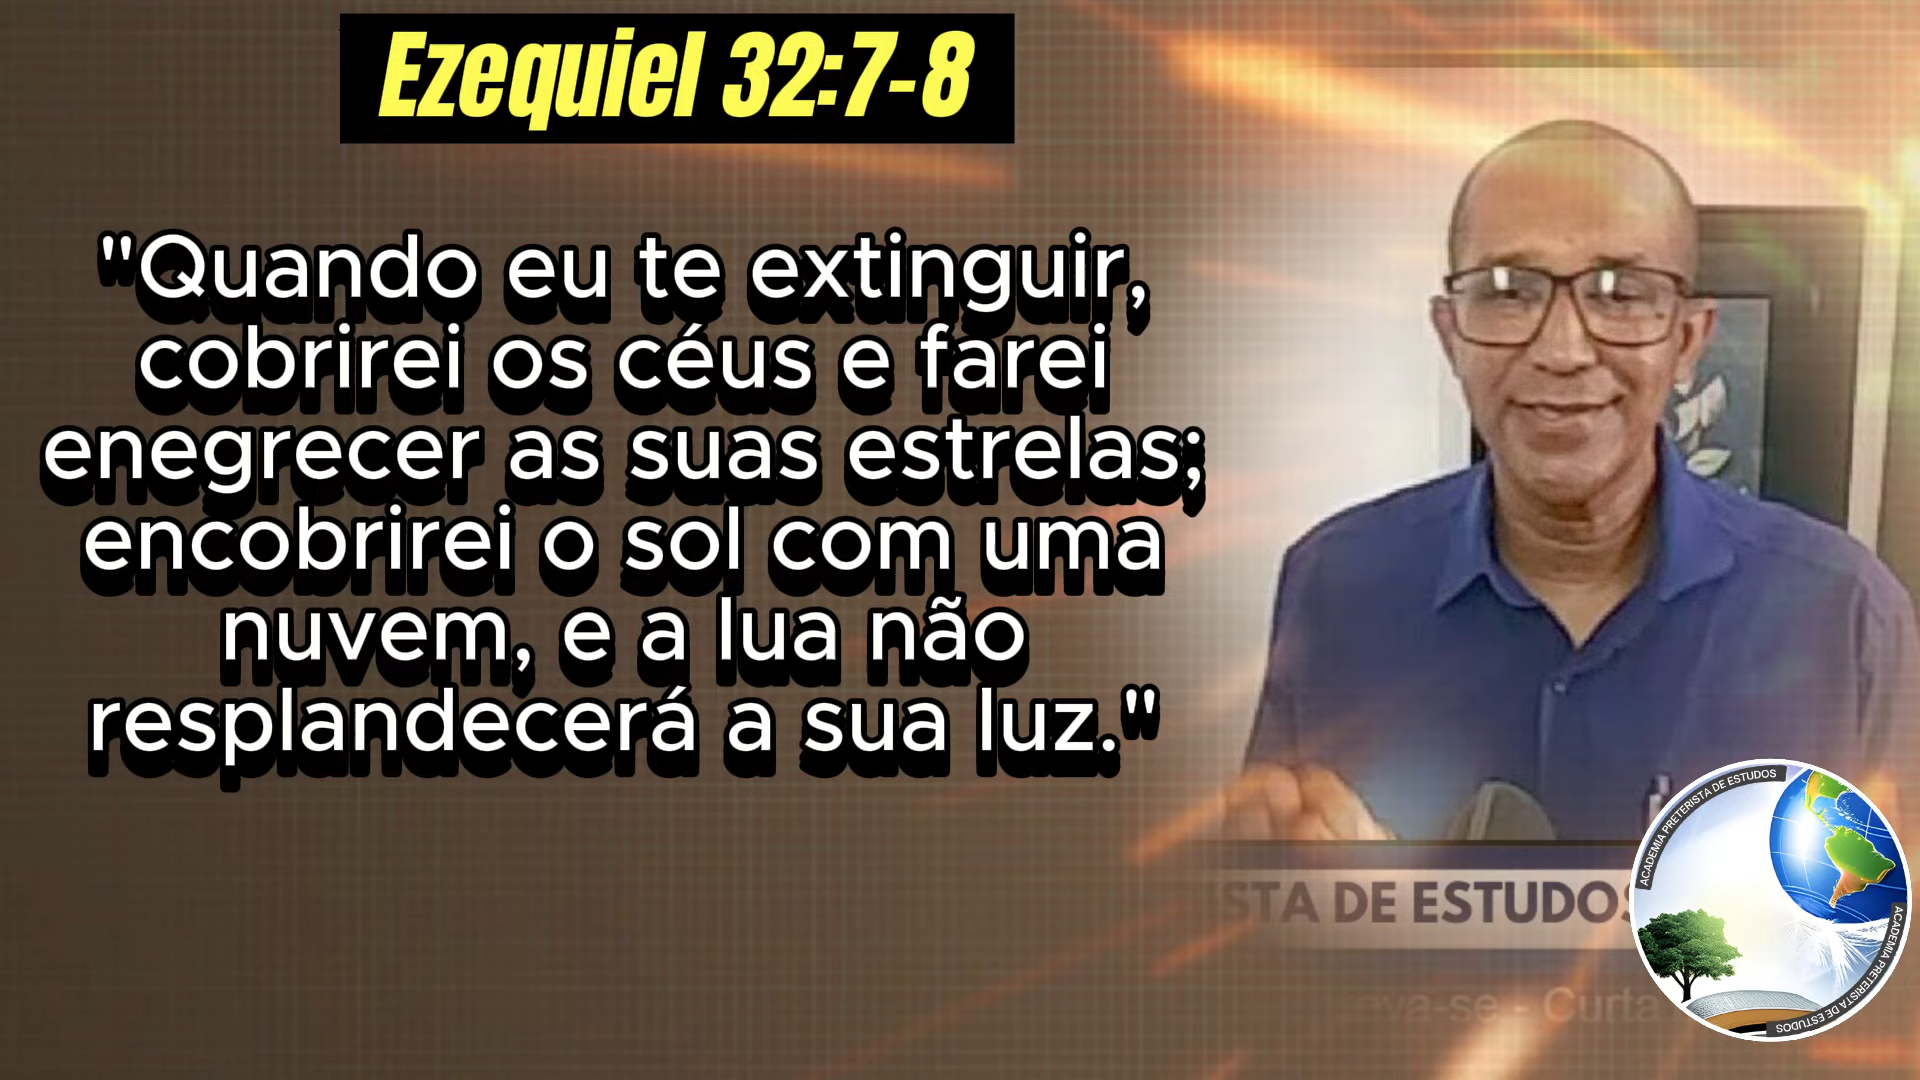 Ezequiel 32:7-8
"Quando eu te extinguir,
cobrirei os céus e farei
enegrecer as suas estrelas;
encobrirei o sol com uma
nuvem, e a lua não
resplandecerá a sua luz."
DE ESTUDOS
Curta
ACADEMIA PRETERISTA DE ESTUDOS
ACADEMIA PRETERISTA DE ESTUDOS